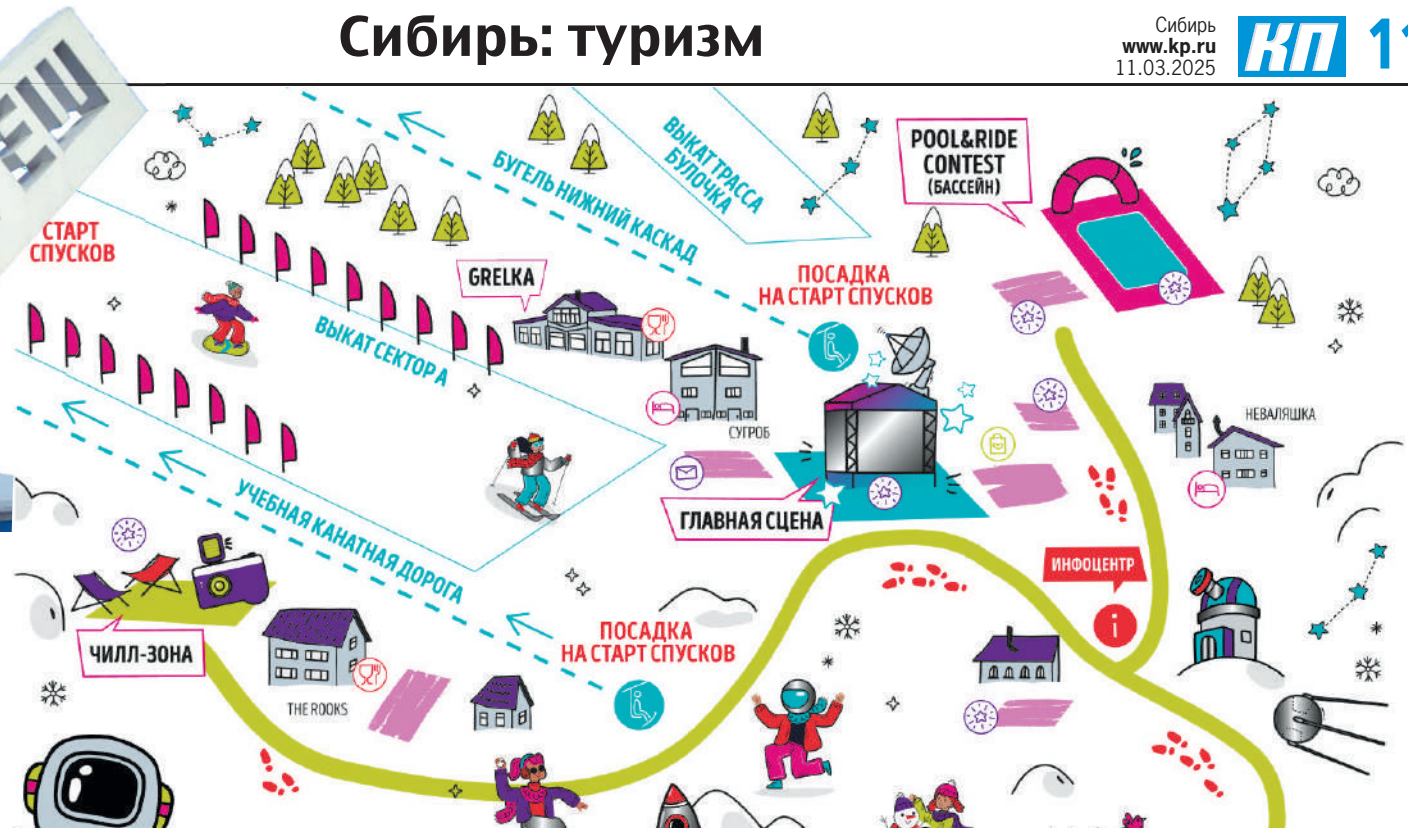 Сибирь: туризм
Сибирь
www.kp.ru
11.03.2025
КП
11
СТАРТ
СПУСКОВ
БУГЕЛЬ НИЖНИЙ КАСКАД
ВЫКАТ ТРАССА
БУЛОЧКА
POOL&RIDE
CONTEST
(БАССЕЙН)
GRELKA
ПОСАДКА
НА СТАРТ СПУСКОВ
ВЫКАТ СЕКТОР А
СУГРОБ
НЕВАЛЯШКА
ГЛАВНАЯ СЦЕНА
УЧЕБНАЯ КАНАТНАЯ ДОРОГА
ИНФОЦЕНТР
i
ЧИЛЛ-ЗОНА
THE ROOKS
ПОСАДКА
НА СТАРТ СПУСКОВ